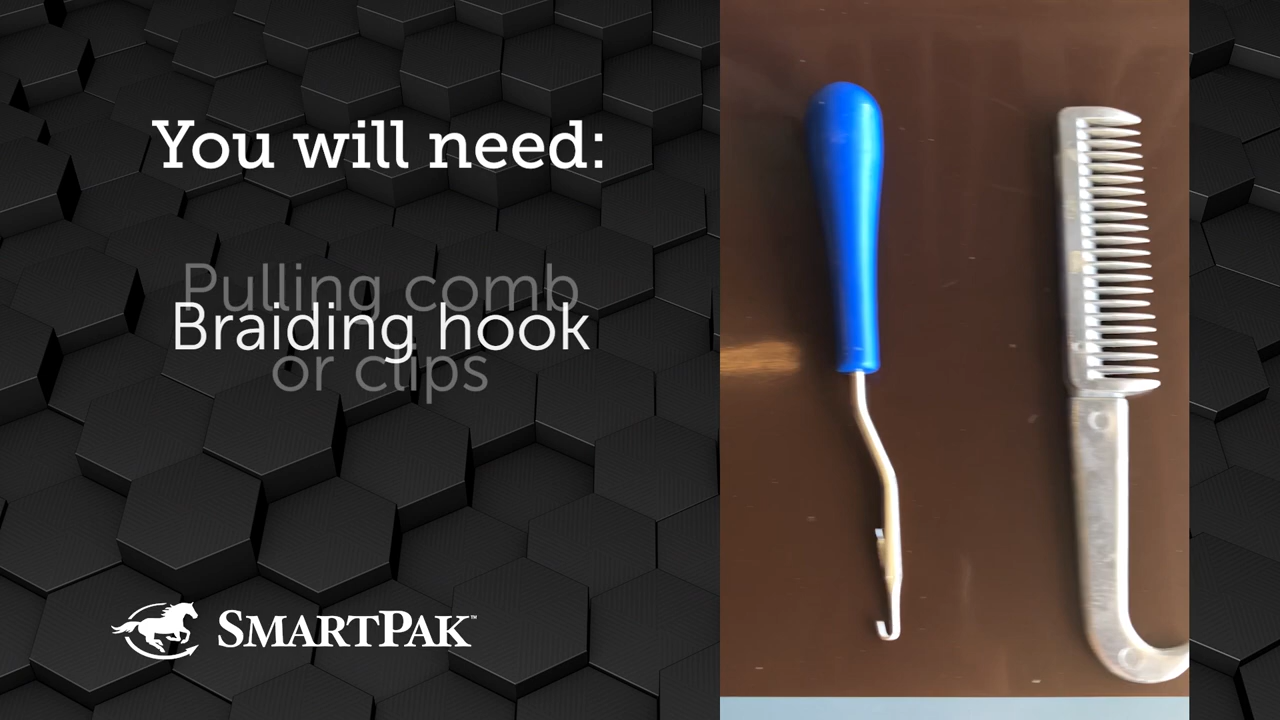 You will need:
Pulling comb
Braiding hook
or clips
SMARTPAK™